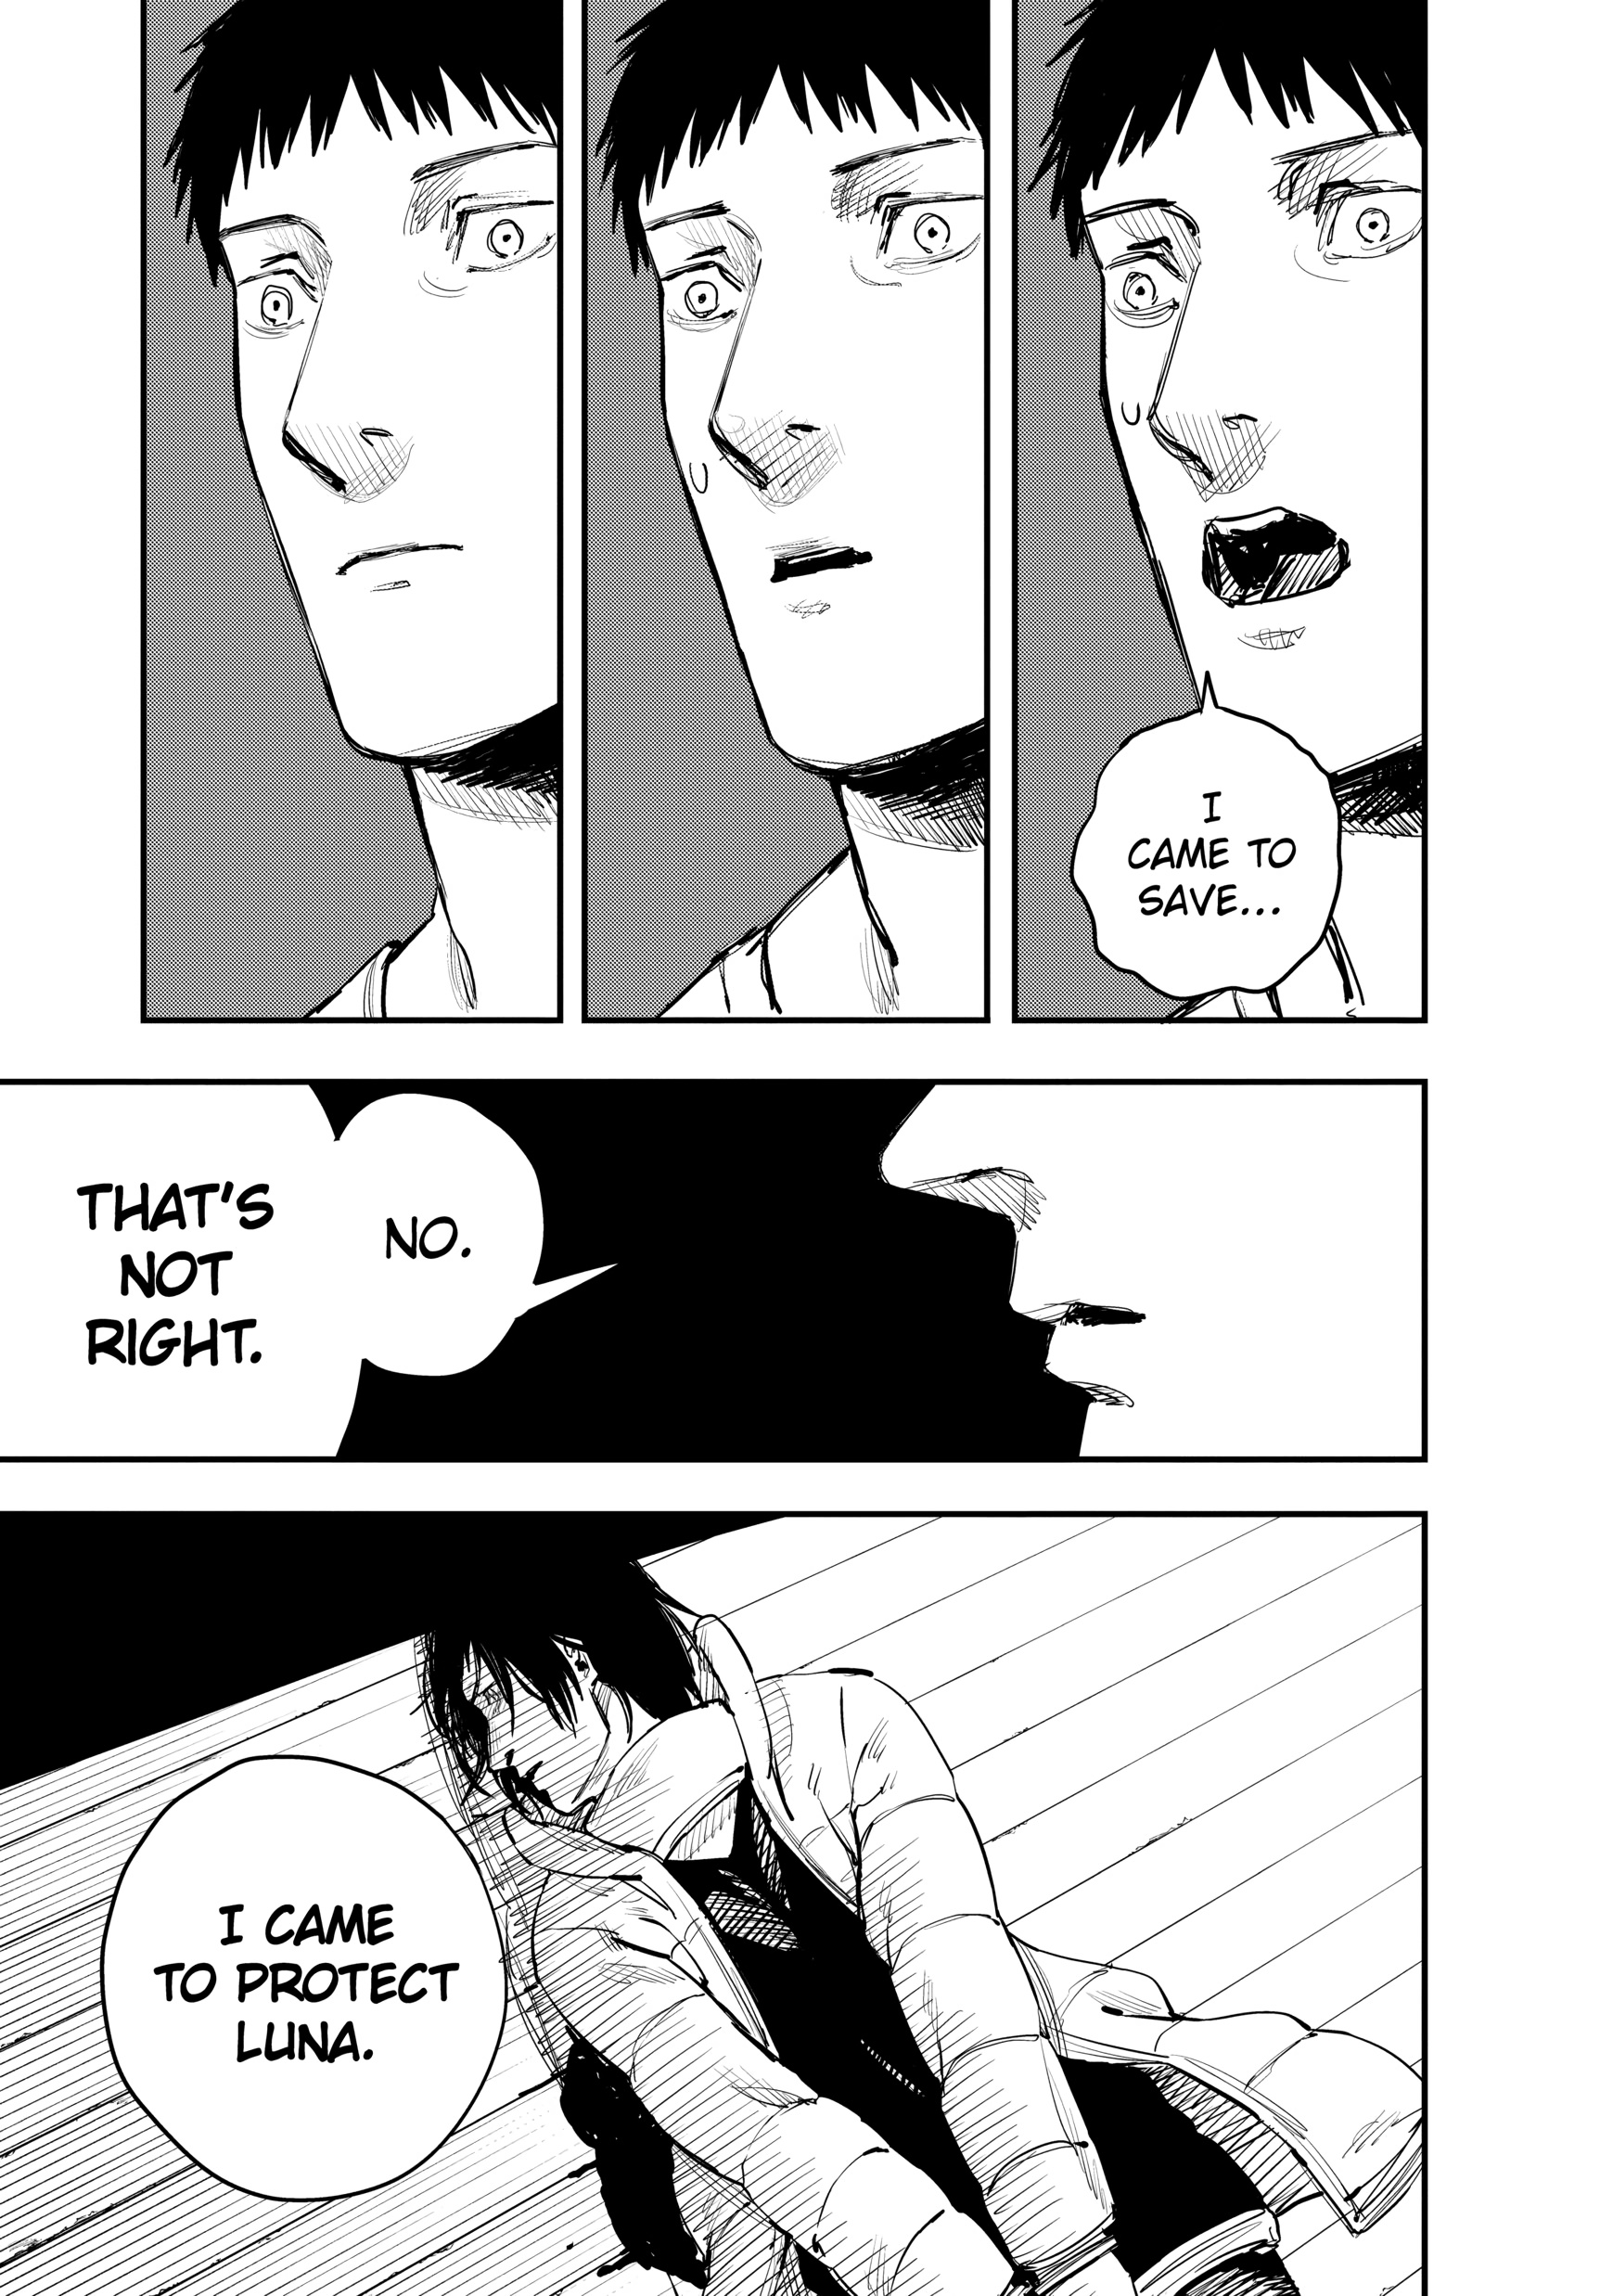 I
CAME TO
SAVE...
NO.
THAT'S
NOT
RIGHT.
I CAME
TO PROTECT
LUNA.